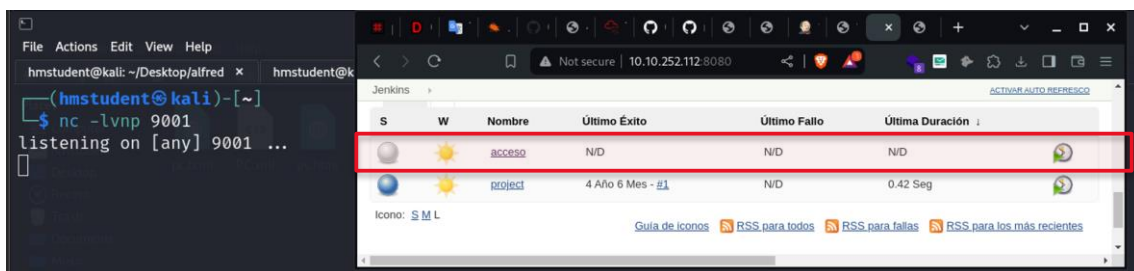 File Actions Edit View Help
hmstudent@kali: ~/Desktop/alfred × hmstudent@k
(hmstudent㉿kali)-[~]
$ nc -lvnp 9001
listening on [any] 9001 ...
Not secure 10.10.252.112:8080
Jenkins
ACTIVAR AUTO REFRESCO
S W Nombre Último Éxito Último Fallo Última Duración ↓
acceso N/D N/D N/D
project 4 Año 6 Mes - #1 N/D 0.42 Seg
Icono: S M L
Guía de iconos RSS para todos RSS para fallas RSS para los más recientes